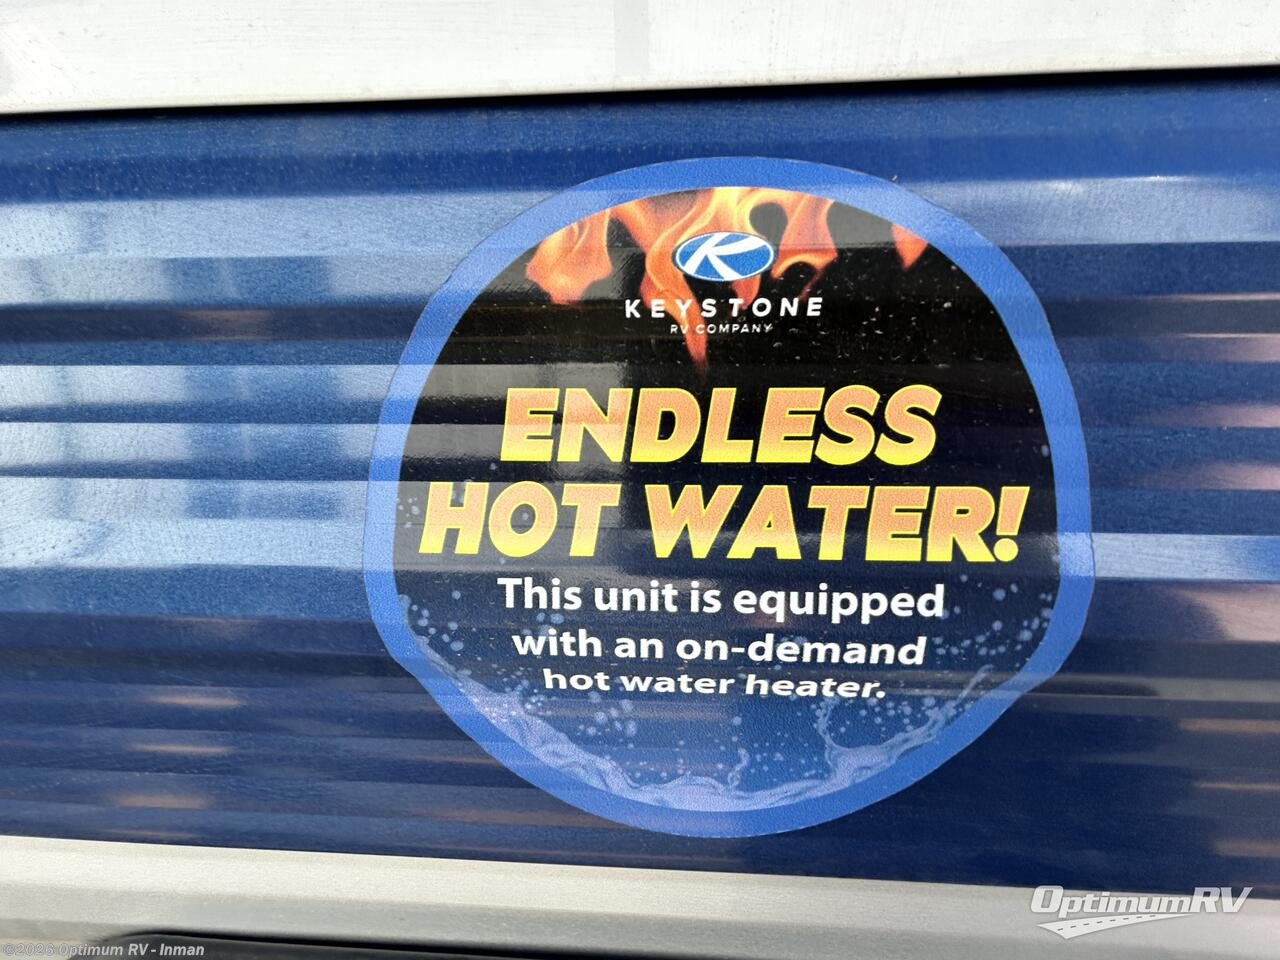 KEYSTONE
RV COMPANY
ENDLESS
HOT WATER!
This unit is equipped
with an on-demand
hot water heater.
OptimumRV
©2026 Optimum RV - Inman